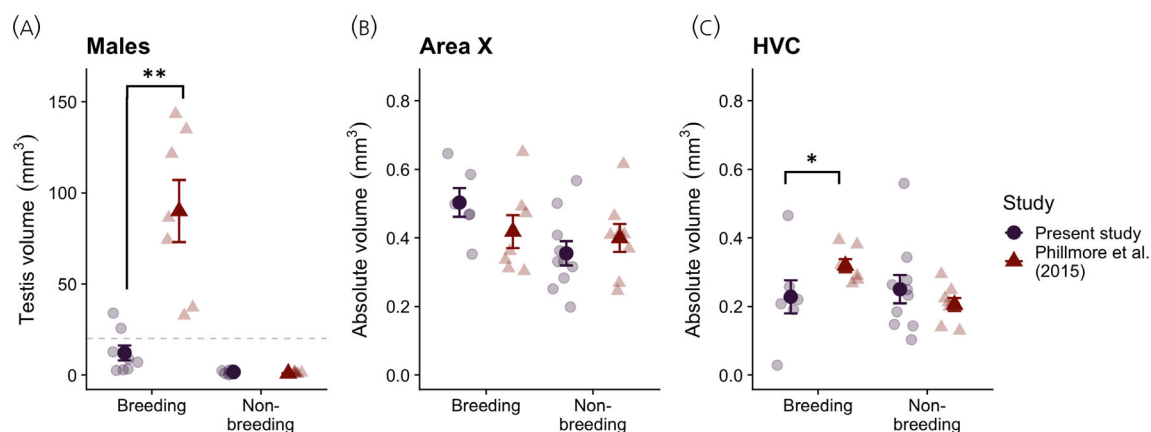 (A)
Males
**
Testis volume (mm³)
150
100
50
0
Breeding
Non-
breeding
(B)
Area X
Absolute volume (mm³)
0.8
0.6
0.4
0.2
0.0
Breeding
Non-
breeding
(C)
HVC
*
Absolute volume (mm³)
0.8
0.6
0.4
0.2
0.0
Breeding
Non-
breeding
Study
Present study
Phillmore et al.
(2015)